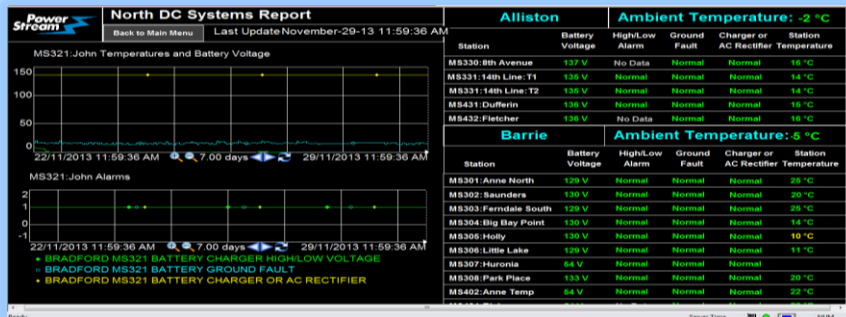 Power Stream
North DC Systems Report
Back to Main Menu
Last Update November-29-13 11:59:36 AM
MS321:John Temperatures and Battery Voltage
150
100
50
0
22/11/2013 11:59:36 AM 7.00 days 29/11/2013 11:59:36 AM
MS321:John Alarms
2
1
0
-1
22/11/2013 11:59:36 AM 7.00 days 29/11/2013 11:59:36 AM
BRADFORD MS321 BATTERY CHARGER HIGH/LOW VOLTAGE
BRADFORD MS321 BATTERY GROUND FAULT
BRADFORD MS321 BATTERY CHARGER OR AC RECTIFIER
Alliston Ambient Temperature: -2 °C
Station Battery Voltage High/Low Alarm Ground Fault Charger or AC Rectifier Station Temperature
MS330:8th Avenue 137 V No Data Normal Normal 16 °C
MS331:14th Line:T1 135 V Normal Normal Normal 14 °C
MS331:14th Line:T2 135 V Normal Normal Normal 14 °C
MS431:Dufferin 136 V Normal Normal Normal 15 °C
MS432:Fletcher 136 V No Data Normal Normal 16 °C
Barrie Ambient Temperature:-5 °C
Station Battery Voltage High/Low Alarm Ground Fault Charger or AC Rectifier Station Temperature
MS301:Anne North 129 V Normal Normal Normal 25 °C
MS302:Saunders 130 V Normal Normal Normal 20 °C
MS303:Ferndale South 129 V Normal Normal Normal 25 °C
MS304:Big Bay Point 130 V Normal Normal Normal 14 °C
MS305:Holly 130 V Normal Normal Normal 10 °C
MS306:Little Lake 129 V Normal Normal Normal 11 °C
MS307:Huronia 54 V Normal Normal Normal
MS308:Park Place 133 V Normal Normal Normal 20 °C
MS402:Anne Temp 54 V Normal Normal Normal 22 °C